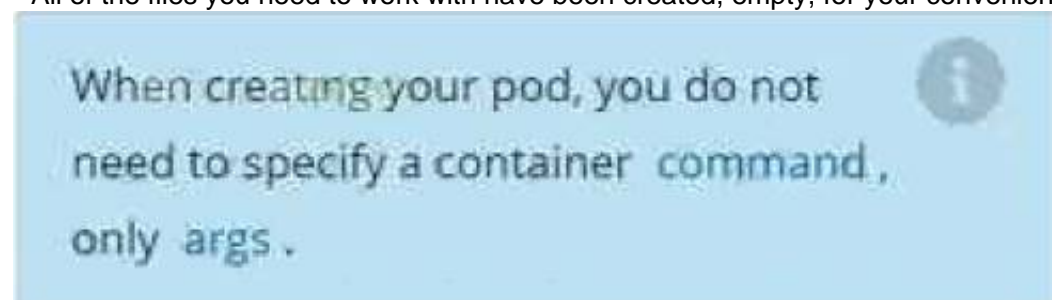 All of the files you need to work with have been created, empty, for your convenien
When creating your pod, you do not
need to specify a container command ,
only args .